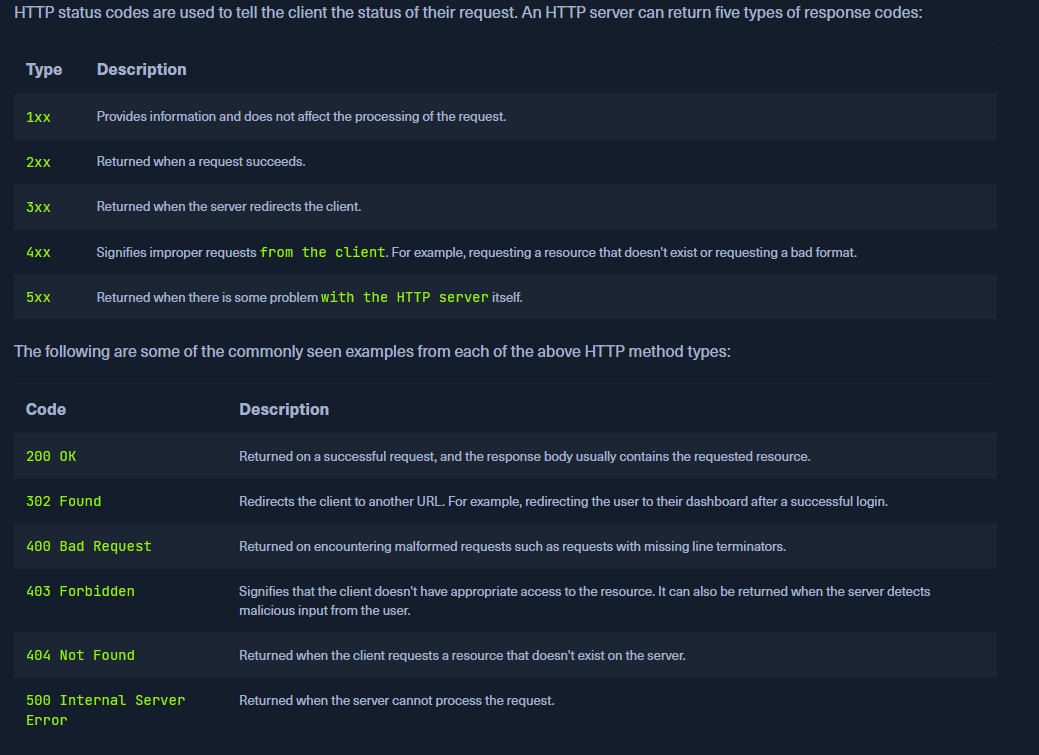 HTTP status codes are used to tell the client the status of their request. An HTTP server can return five types of response codes:
Type Description
1xx Provides information and does not affect the processing of the request.
2xx Returned when a request succeeds.
3xx Returned when the server redirects the client.
4xx Signifies improper requests from the client. For example, requesting a resource that doesn't exist or requesting a bad format.
5xx Returned when there is some problem with the HTTP server itself.
The following are some of the commonly seen examples from each of the above HTTP method types:
Code Description
200 OK Returned on a successful request, and the response body usually contains the requested resource.
302 Found Redirects the client to another URL. For example, redirecting the user to their dashboard after a successful login.
400 Bad Request Returned on encountering malformed requests such as requests with missing line terminators.
403 Forbidden Signifies that the client doesn't have appropriate access to the resource. It can also be returned when the server detects
malicious input from the user.
404 Not Found Returned when the client requests a resource that doesn't exist on the server.
500 Internal Server Returned when the server cannot process the request.
Error